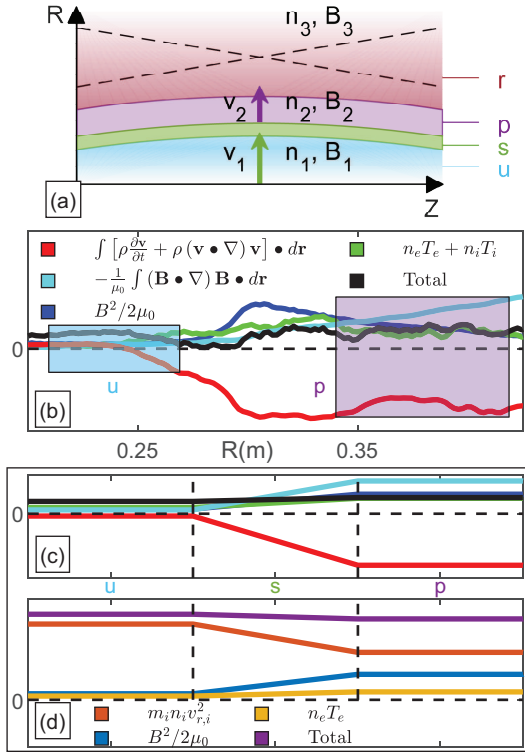 R
n₃, B₃
r
v₂ n₂, B₂
p
s
v₁ n₁, B₁
u
(a)
Z
∫ [ρ ∂v/∂t + ρ (v • ∇) v] • dr
nₑTₑ + nᵢTᵢ
−1/μ₀ ∫ (B • ∇) B • dr
Total
B²/2μ₀
0
u
p
(b)
0.25
R(m)
0.35
0
(c)
u
s
p
0
(d)
mᵢnᵢv²ᵣ,ᵢ
nₑTₑ
B²/2μ₀
Total